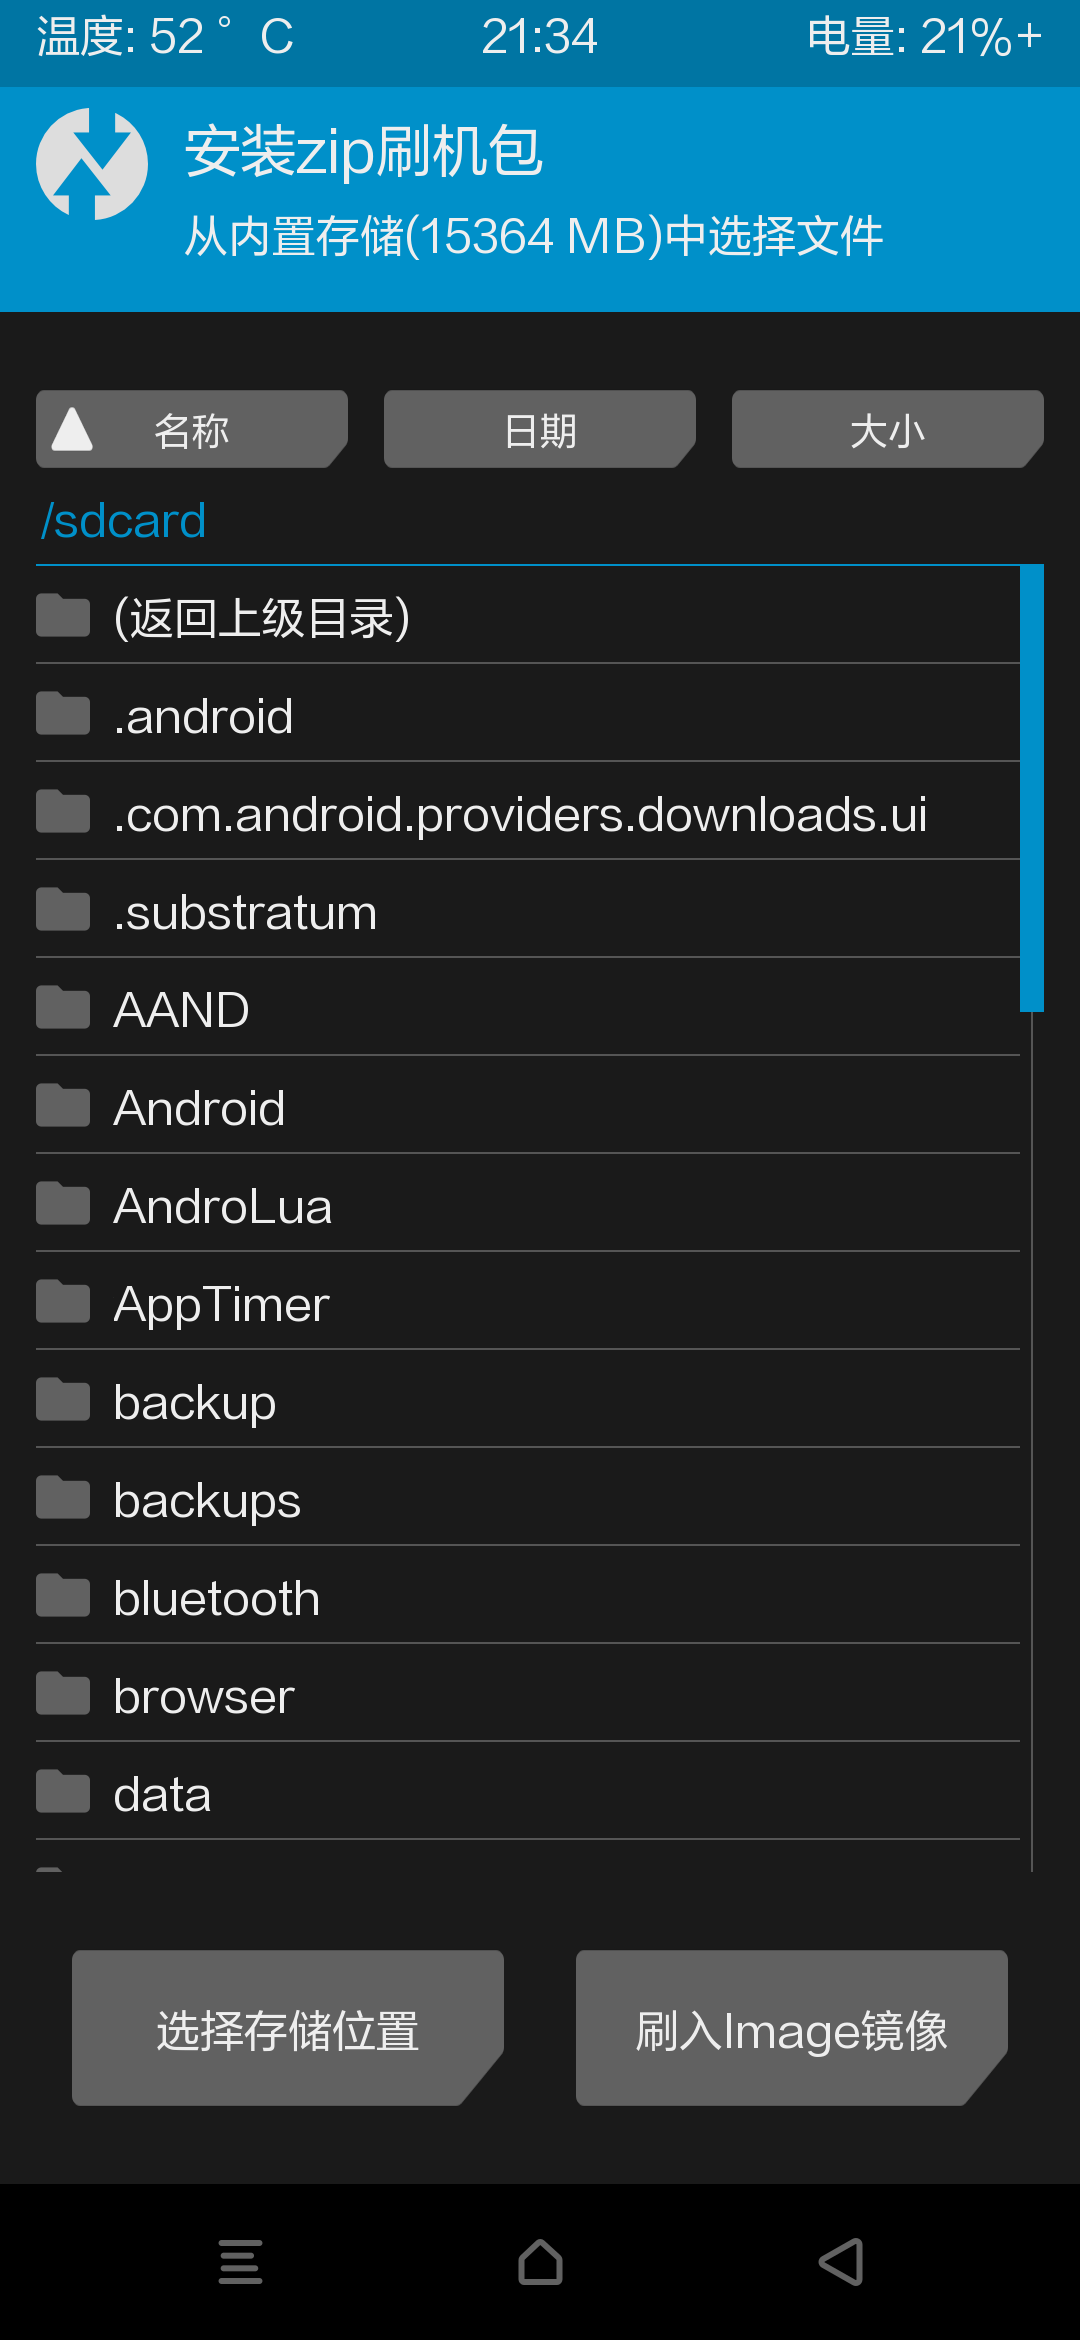 温度: 52 ° C 21:34 电量: 21%+
安装zip刷机包
从内置存储(15364 MB)中选择文件
名称 日期 大小
/sdcard
(返回上级目录)
.android
.com.android.providers.downloads.ui
.substratum
AAND
Android
AndroLua
AppTimer
backup
backups
bluetooth
browser
data
选择存储位置 刷入Image镜像